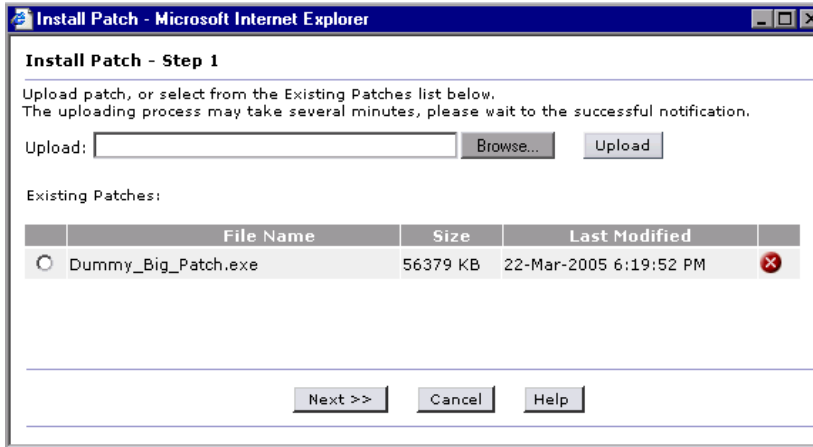 Install Patch - Microsoft Internet Explorer
Install Patch - Step 1
Upload patch, or select from the Existing Patches list below.
The uploading process may take several minutes, please wait to the successful notification.
Upload: Browse... Upload
Existing Patches:
File Name Size Last Modified
Dummy_Big_Patch.exe 56379 KB 22-Mar-2005 6:19:52 PM
Next >> Cancel Help